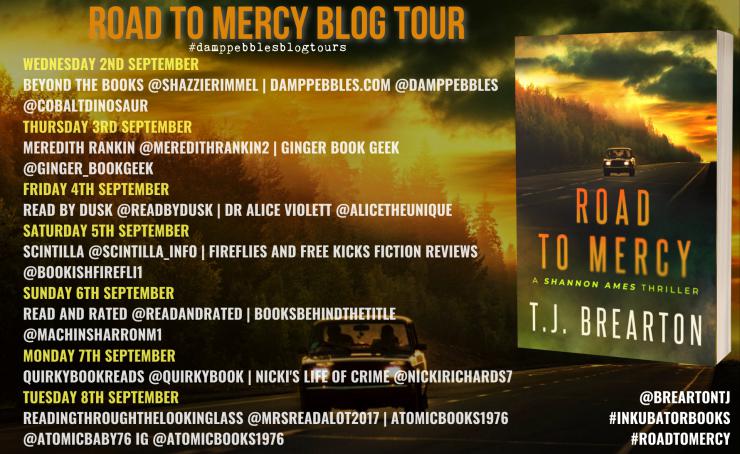 ROAD TO MERCY BLOG TOUR
#damppebblesblogtours
WEDNESDAY 2ND SEPTEMBER
BEYOND THE BOOKS @SHAZZIERIMMEL | DAMPPEBBLES.COM @DAMPPEBBLES
@COBALTDINOSAUR
THURSDAY 3RD SEPTEMBER
MEREDITH RANKIN @MEREDITHRANKIN2 | GINGER BOOK GEEK
@GINGER_BOOKGEEK
FRIDAY 4TH SEPTEMBER
READ BY DUSK @READBYDUSK | DR ALICE VIOLETT @ALICETHEUNIQUE
SATURDAY 5TH SEPTEMBER
SCINTILLA @SCINTILLA_INFO | FIREFLIES AND FREE KICKS FICTION REVIEWS
@BOOKISHFIREFLI1
SUNDAY 6TH SEPTEMBER
READ AND RATED @READANDRATED | BOOKSBEHINDTHETITLE
@MACHINSHARRONM1
MONDAY 7TH SEPTEMBER
QUIRKYBOOKREADS @QUIRKYBOOK | NICKI'S LIFE OF CRIME @NICKIRICHARDS7
TUESDAY 8TH SEPTEMBER
READINGTHROUGHTHELOOKINGLASS @MRSREADALOT2017 | ATOMICBOOKS1976
@ATOMICBABY76 IG @ATOMICBOOKS1976
ROAD
TO MERCY
A SHANNON AMES THRILLER
T.J. BREARTON
@BREARTONTJ
#INKUBATORBOOKS
#ROADTOMERCY